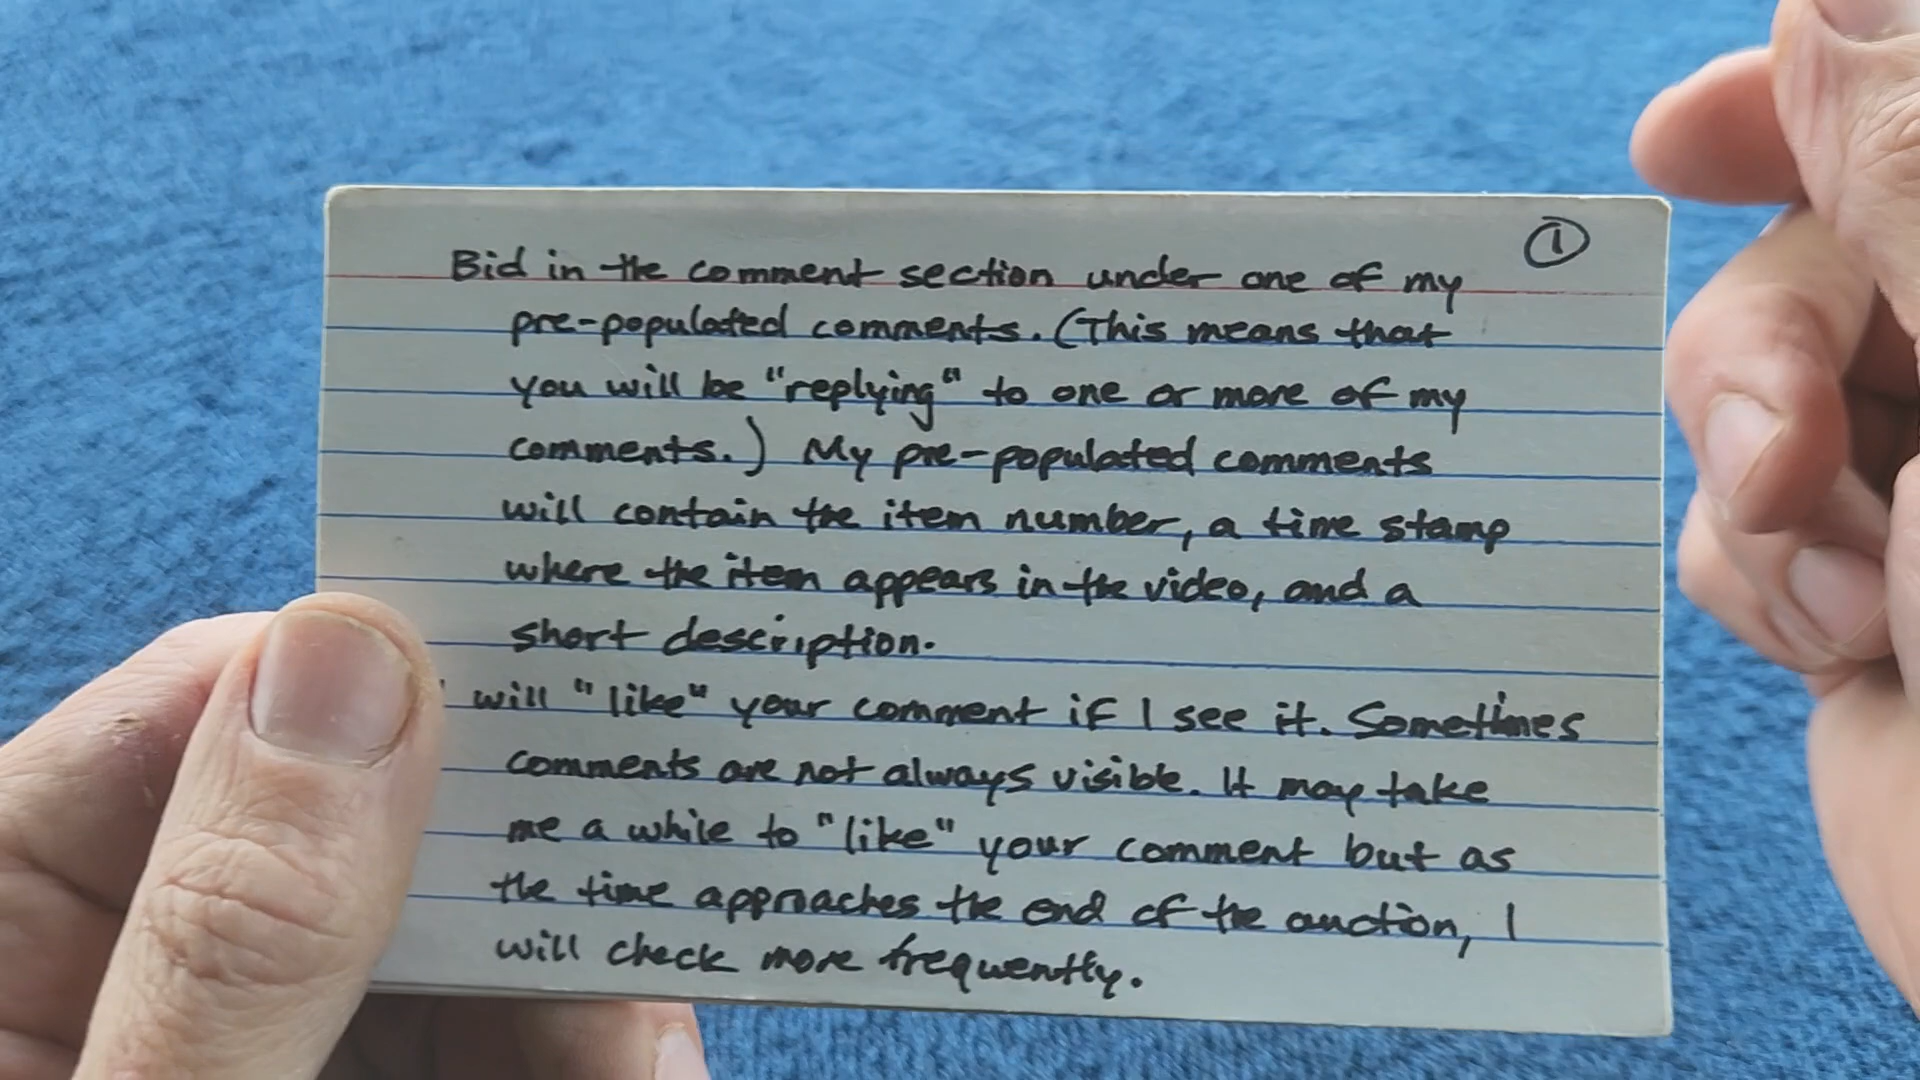 ①
Bid in the comment section under one of my
pre-populated comments. (This means that
you will be "replying" to one or more of my
comments.) My pre-populated comments
will contain the item number, a time stamp
where the item appears in the video, and a
short description.
will "like" your comment if I see it. Sometimes
comments are not always visible. It may take
me a while to "like" your comment but as
the time approaches the end of the auction, I
will check more frequently.